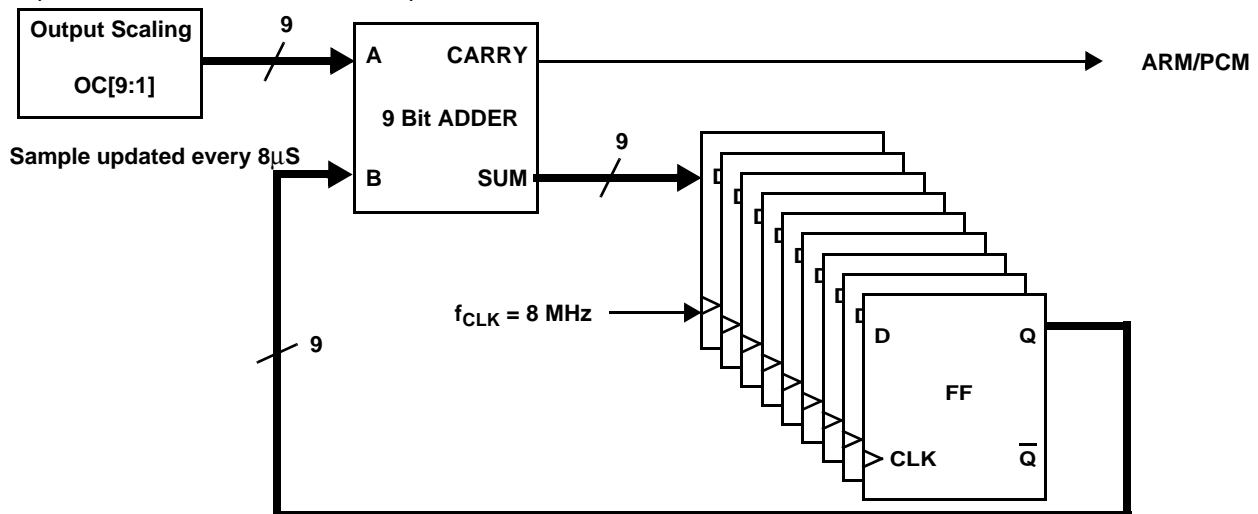 Output Scaling
OC[9:1]
9
A
CARRY
ARM/PCM
9 Bit ADDER
Sample updated every 8μS
B
SUM
9
D
D
D
D
D
D
D
D
fCLK = 8 MHz
9
D
Q
FF
CLK
Q̅